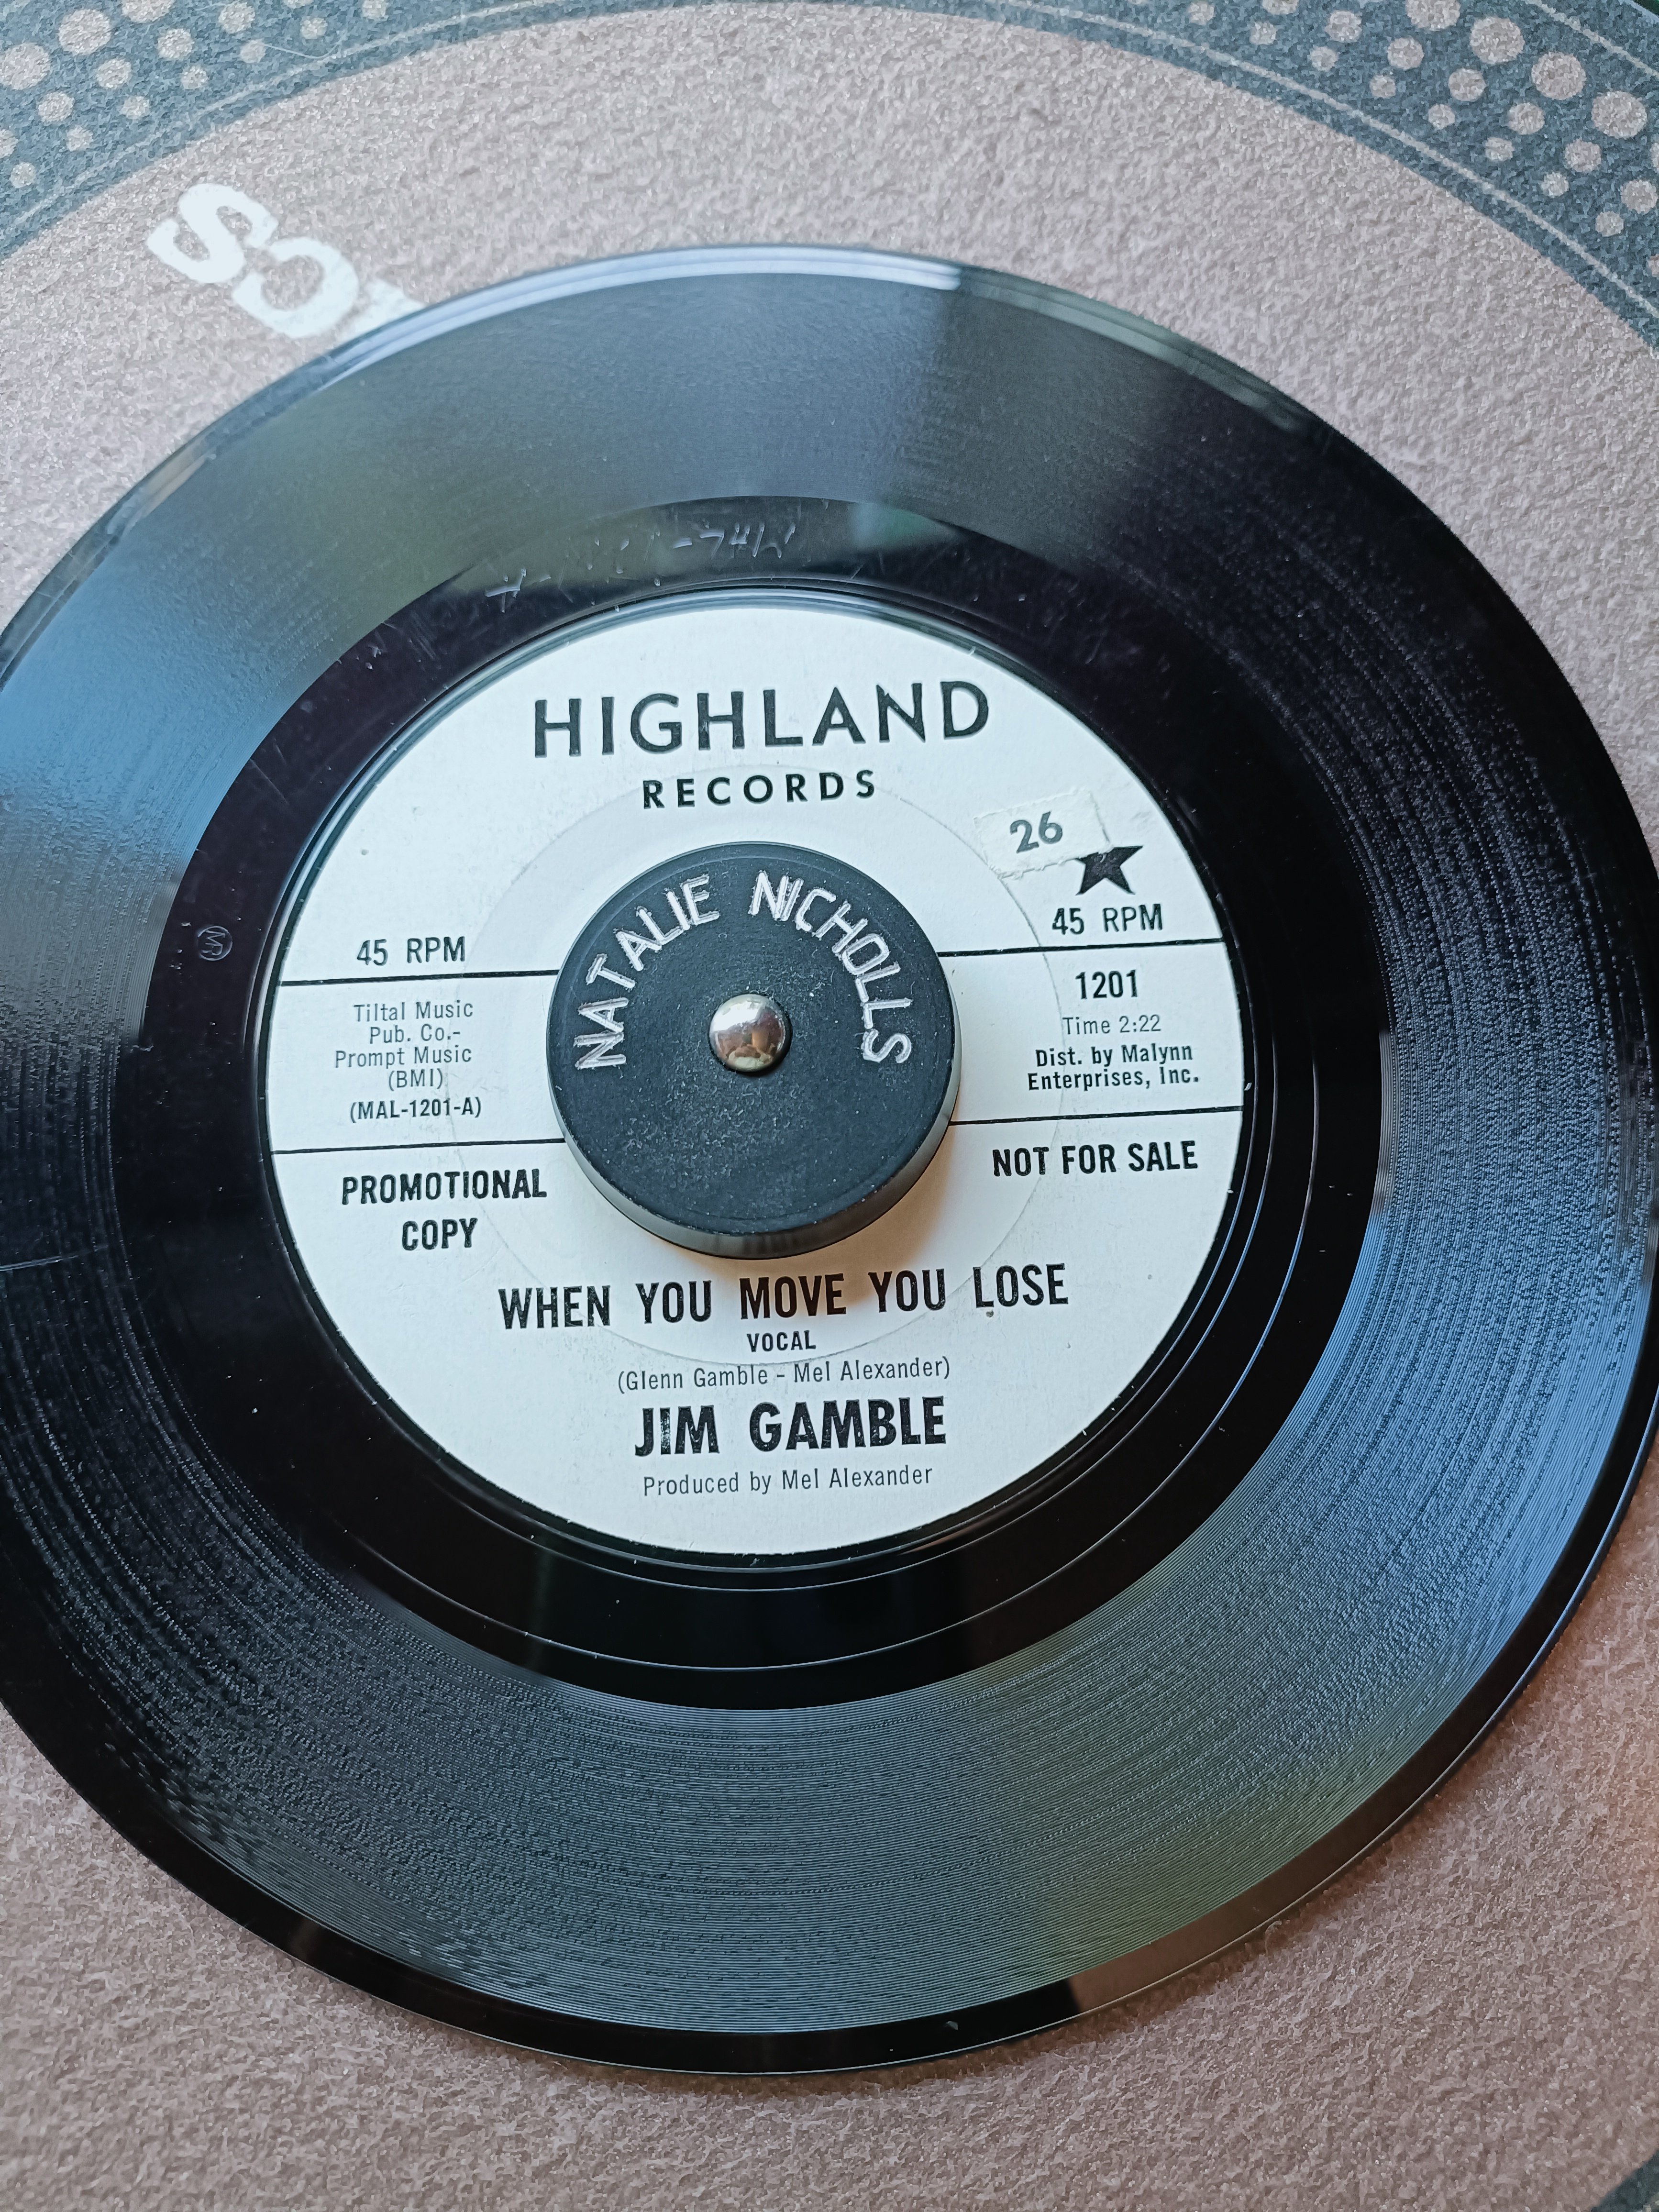 SO
HIGHLAND
RECORDS
26
45 RPM
45 RPM
NATALIE NICHOLLS
Tiltal Music
Pub. Co.-
Prompt Music
(BMI)
(MAL-1201-A)
1201
Time 2:22
Dist. by Malynn
Enterprises, Inc.
PROMOTIONAL
COPY
NOT FOR SALE
WHEN YOU MOVE YOU LOSE
VOCAL
(Glenn Gamble - Mel Alexander)
JIM GAMBLE
Produced by Mel Alexander